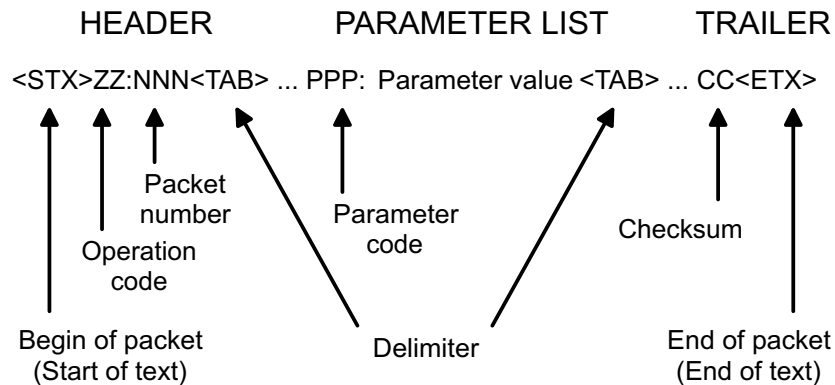 HEADER PARAMETER LIST TRAILER
<STX>ZZ:NNN<TAB> ... PPP: Parameter value <TAB> ... CC<ETX>
Packet
number
Parameter
code
Checksum
Operation
code
Begin of packet
(Start of text)
Delimiter
End of packet
(End of text)